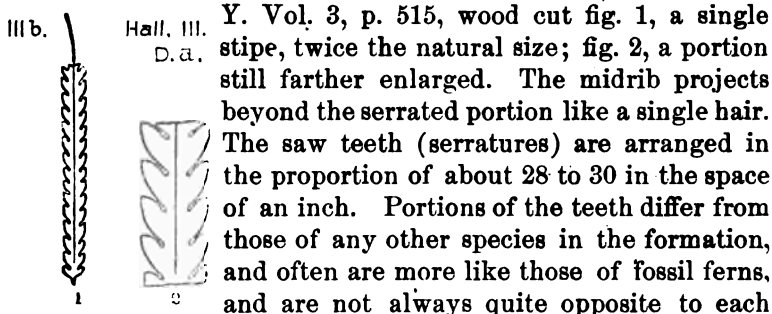 III b.
Hall, III.
D. a.
1
2
Y. Vol. 3, p. 515, wood cut fig. 1, a single
stipe, twice the natural size; fig. 2, a portion
still farther enlarged. The midrib projects
beyond the serrated portion like a single hair.
The saw teeth (serratures) are arranged in
the proportion of about 28 to 30 in the space
of an inch. Portions of the teeth differ from
those of any other species in the formation,
and often are more like those of fossil ferns,
and are not always quite opposite to each